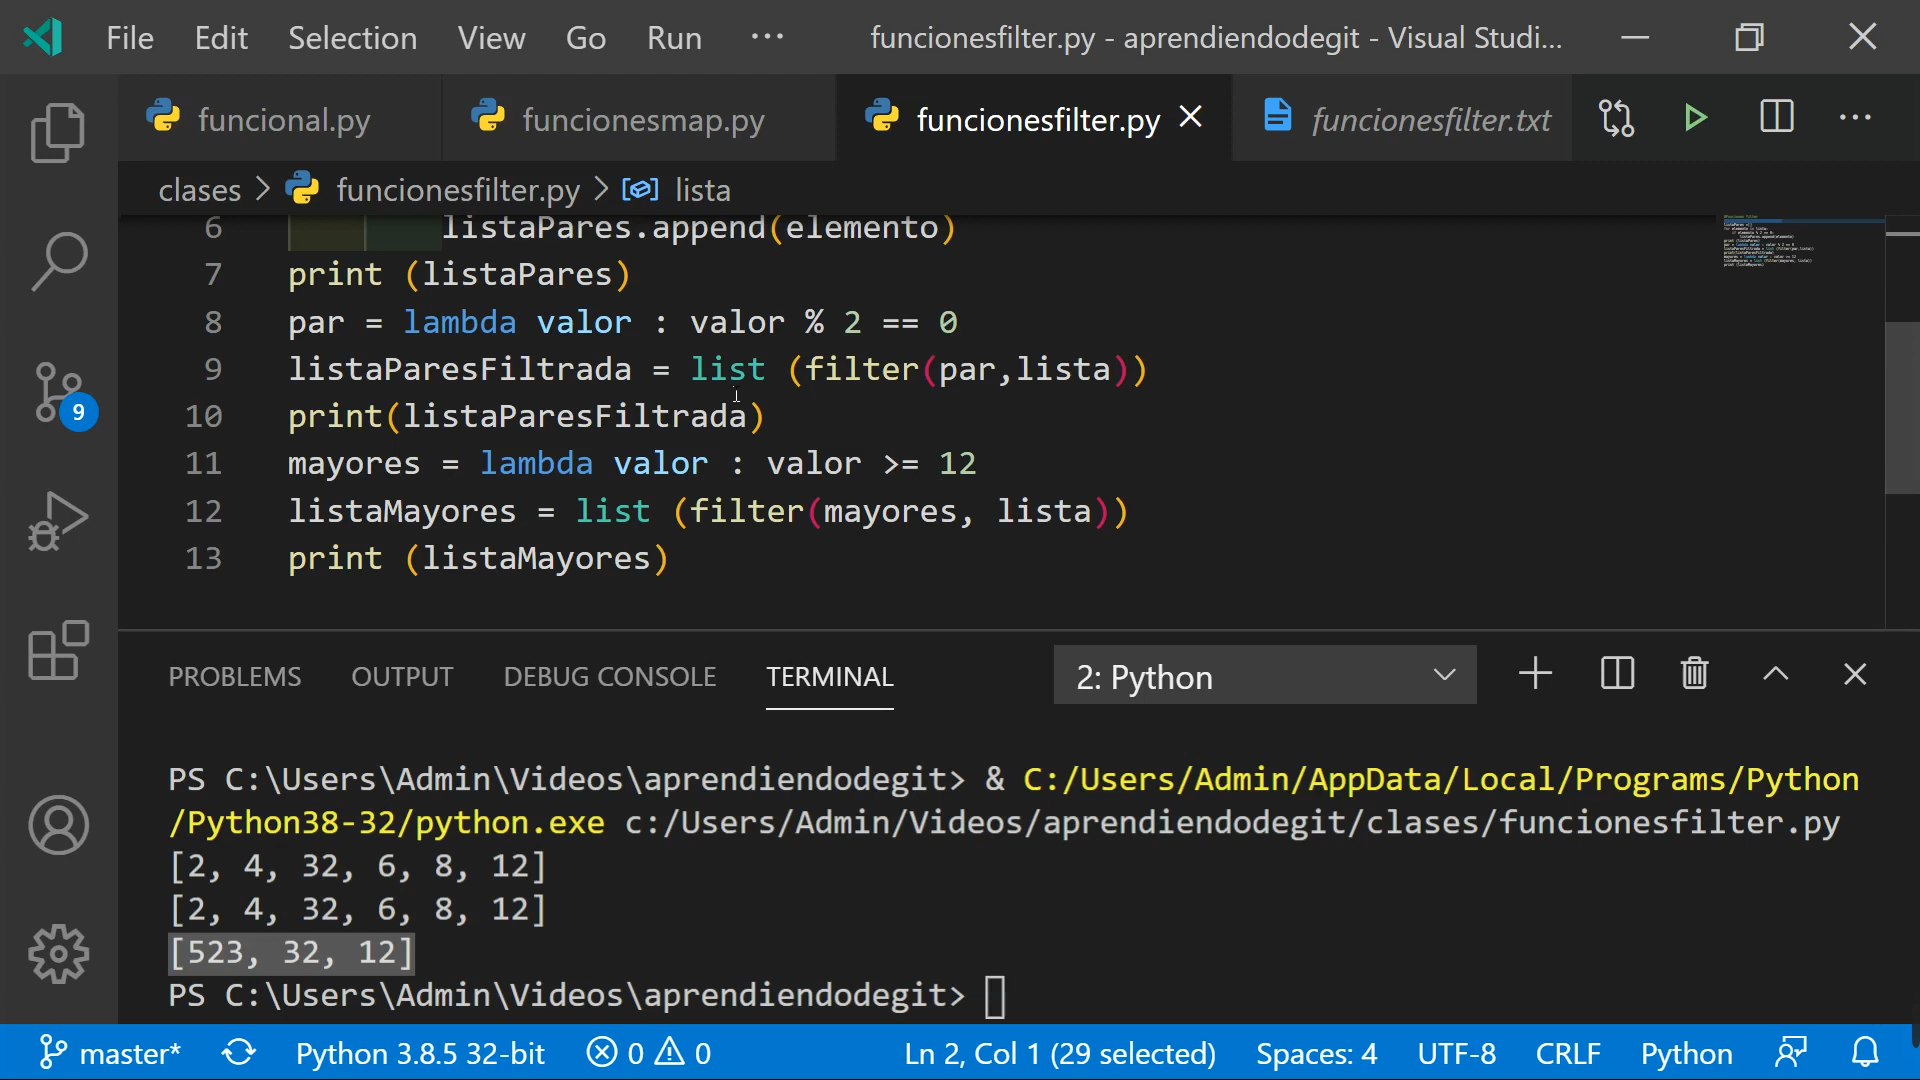 File Edit Selection View Go Run ··· funcionesfilter.py - aprendiendodegit - Visual Studi...
funcional.py funcionesmap.py funcionesfilter.py funcionesfilter.txt
clases > funcionesfilter.py > lista
6 listaPares.append(elemento)
7 print (listaPares)
8 par = lambda valor : valor % 2 == 0
9 listaParesFiltrada = list (filter(par,lista))
10 print(listaParesFiltrada)
11 mayores = lambda valor : valor >= 12
12 listaMayores = list (filter(mayores, lista))
13 print (listaMayores)
9
PROBLEMS OUTPUT DEBUG CONSOLE TERMINAL 2: Python
PS C:\Users\Admin\Videos\aprendiendodegit> & C:/Users/Admin/AppData/Local/Programs/Python
/Python38-32/python.exe c:/Users/Admin/Videos/aprendiendodegit/clases/funcionesfilter.py
[2, 4, 32, 6, 8, 12]
[2, 4, 32, 6, 8, 12]
[523, 32, 12]
PS C:\Users\Admin\Videos\aprendiendodegit>
master* Python 3.8.5 32-bit 0 0 Ln 2, Col 1 (29 selected) Spaces: 4 UTF-8 CRLF Python